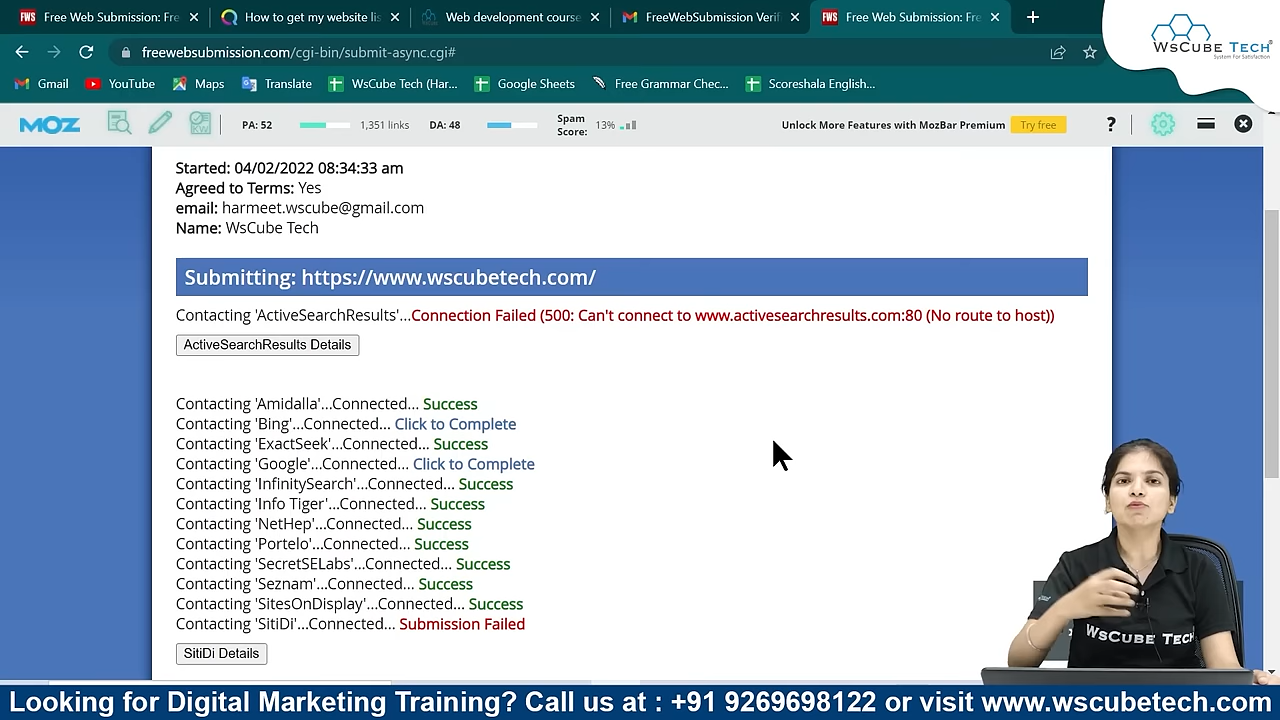 Free Web Submission: Fre
How to get my website lis
Web development course
FreeWebSubmission Verifi
Free Web Submission: Fre
freewebsubmission.com/cgi-bin/submit-async.cgi#
WsCube Tech
System For Satisfaction
Gmail
YouTube
Maps
Translate
WsCube Tech (Har...
Google Sheets
Free Grammar Chec...
Scoreshala English...
MOZ
PA: 52
1,351 links
DA: 48
Spam
Score:
13%
Unlock More Features with MozBar Premium
Try free
?
Started: 04/02/2022 08:34:33 am
Agreed to Terms: Yes
email: harmeet.wscube@gmail.com
Name: WsCube Tech
Submitting: https://www.wscubetech.com/
Contacting 'ActiveSearchResults'...Connection Failed (500: Can't connect to www.activesearchresults.com:80 (No route to host))
ActiveSearchResults Details
Contacting 'Amidalla'...Connected... Success
Contacting 'Bing'...Connected... Click to Complete
Contacting 'ExactSeek'...Connected... Success
Contacting 'Google'...Connected... Click to Complete
Contacting 'InfinitySearch'...Connected... Success
Contacting 'Info Tiger'...Connected... Success
Contacting 'NetHep'...Connected... Success
Contacting 'Portelo'...Connected... Success
Contacting 'SecretSELabs'...Connected... Success
Contacting 'Seznam'...Connected... Success
Contacting 'SitesOnDisplay'...Connected... Success
Contacting 'SitiDi'...Connected... Submission Failed
SitiDi Details
WsCube Tech
Looking for Digital Marketing Training? Call us at : +91 9269698122 or visit www.wscubetech.com